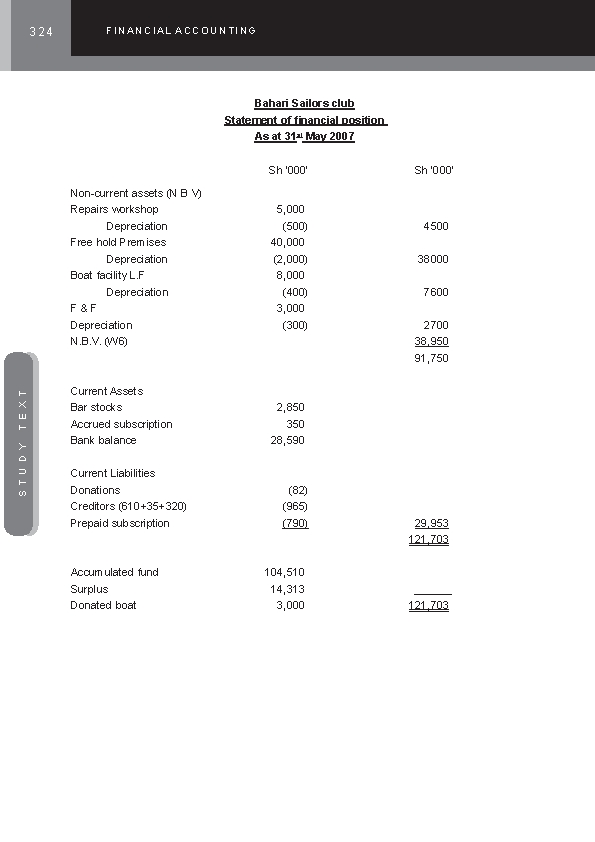 324 FINANCIAL ACCOUNTING
Bahari Sailors club
Statement of financial position
As at 31st May 2007
Sh '000' Sh '000'
Non-current assets (N B V)
Repairs workshop 5,000
Depreciation (500) 4500
Free hold Premises 40,000
Depreciation (2,000) 38000
Boat facility L.F 8,000
Depreciation (400) 7600
F & F 3,000
Depreciation (300) 2700
N.B.V. (W6) 38,950
91,750
Current Assets
Bar stocks 2,850
Accrued subscription 350
Bank balance 28,590
Current Liabilities
Donations (82)
Creditors (610+35+320) (965)
Prepaid subscription (790) 29,953
121,703
Accumulated fund 104,510
Surplus 14,313
Donated boat 3,000 121,703
STUDY TEXT